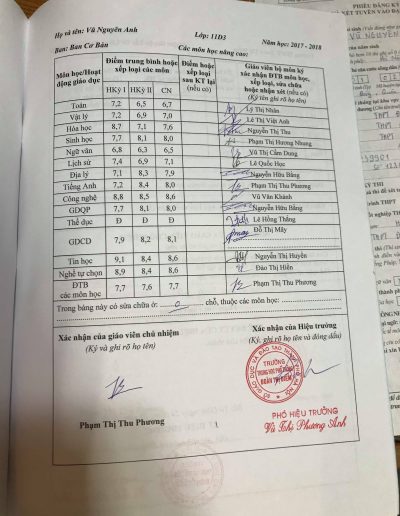 Họ và tên: Vũ Nguyên Anh Lớp: 11D3 Năm học: 2017 - 2018
Ban: Ban Cơ Bản Các môn học nâng cao:
Môn học/Hoạt động giáo dục | Điểm trung bình hoặc xếp loại các môn | Điểm hoặc xếp loại sau KT lại (nếu có) | Giáo viên bộ môn ký xác nhận ĐTB môn học, xếp loại, sửa chữa hoặc nhận xét (nếu có) (Ký và ghi rõ họ tên)
HKỳ I HKỳ II CN
Toán 7,2 6,5 6,7 Lý Thị Nhân
Vật lý 7,2 6,9 7,0 Lê Thị Việt Anh
Hóa học 8,7 7,1 7,6 Nguyễn Thị Thu
Sinh học 7,7 8,1 8,0 Phạm Thị Hương Nhung
Ngữ văn 6,8 6,3 6,5 Vũ Thị Cẩm Dung
Lịch sử 7,4 6,9 7,1 Lê Quốc Học
Địa lý 7,1 8,3 7,9 Nguyễn Hữu Bằng
Tiếng Anh 7,2 8,4 8,0 Phạm Thị Thu Phương
Công nghệ 8,8 8,5 8,6 Vũ Văn Khánh
GDQP 7,7 8,1 8,0 Nguyễn Hữu Bằng
Thể dục Đ Đ Đ Lê Hồng Thắng
GDCD 7,9 8,2 8,1 Đỗ Thị Mây
Tin học 9,1 8,4 8,6 Nguyễn Thị Huyền
Nghề tự chọn 8,9 8,4 8,6 Đào Thị Hiền
ĐTB các môn học 7,7 7,6 7,7 Phạm Thị Thu Phương
Trong bảng này có sửa chữa ở: 0 chỗ, thuộc các môn học:
Xác nhận của giáo viên chủ nhiệm Xác nhận của Hiệu trưởng
(Ký và ghi rõ họ tên) (Ký, ghi rõ họ tên và đóng dấu)
TRƯỜNG
TRUNG HỌC PHỔ THÔNG
ĐOÀN THỊ ĐIỂM
PHÓ HIỆU TRƯỞNG
Phạm Thị Thu Phương Vũ Thị Phương Anh